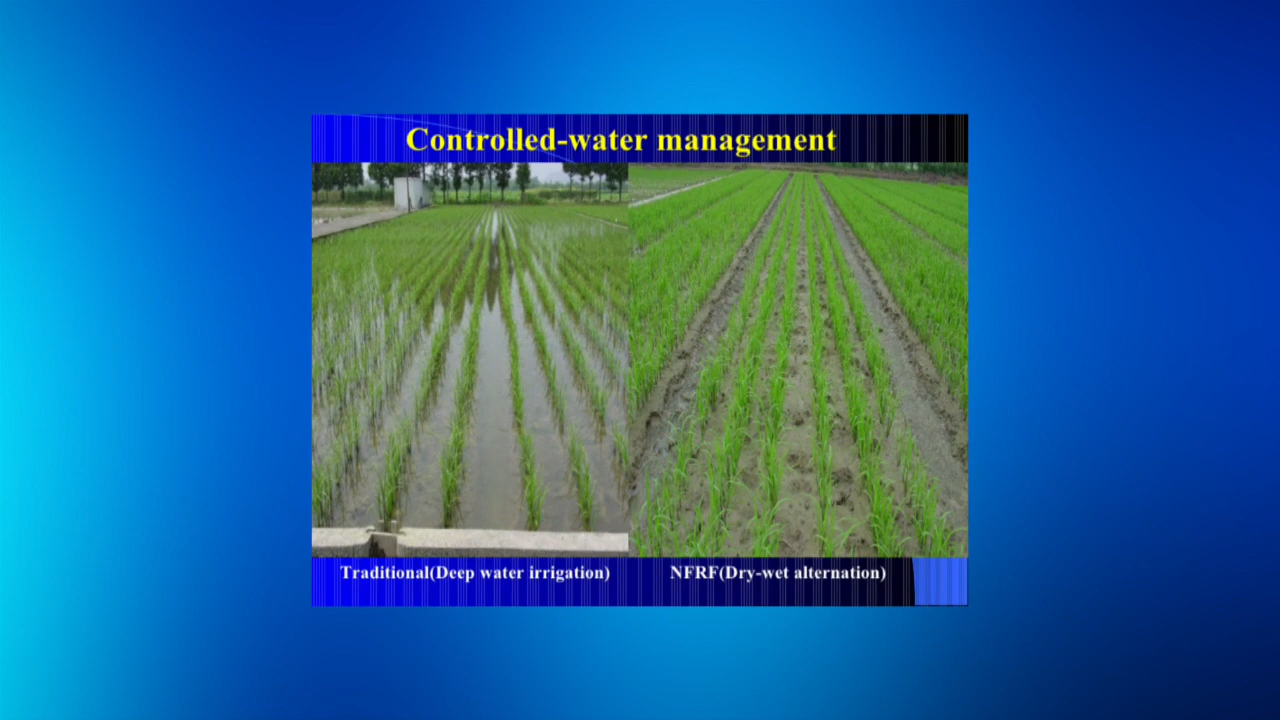 Controlled-water management
Traditional(Deep water irrigation)
NFRF(Dry-wet alternation)